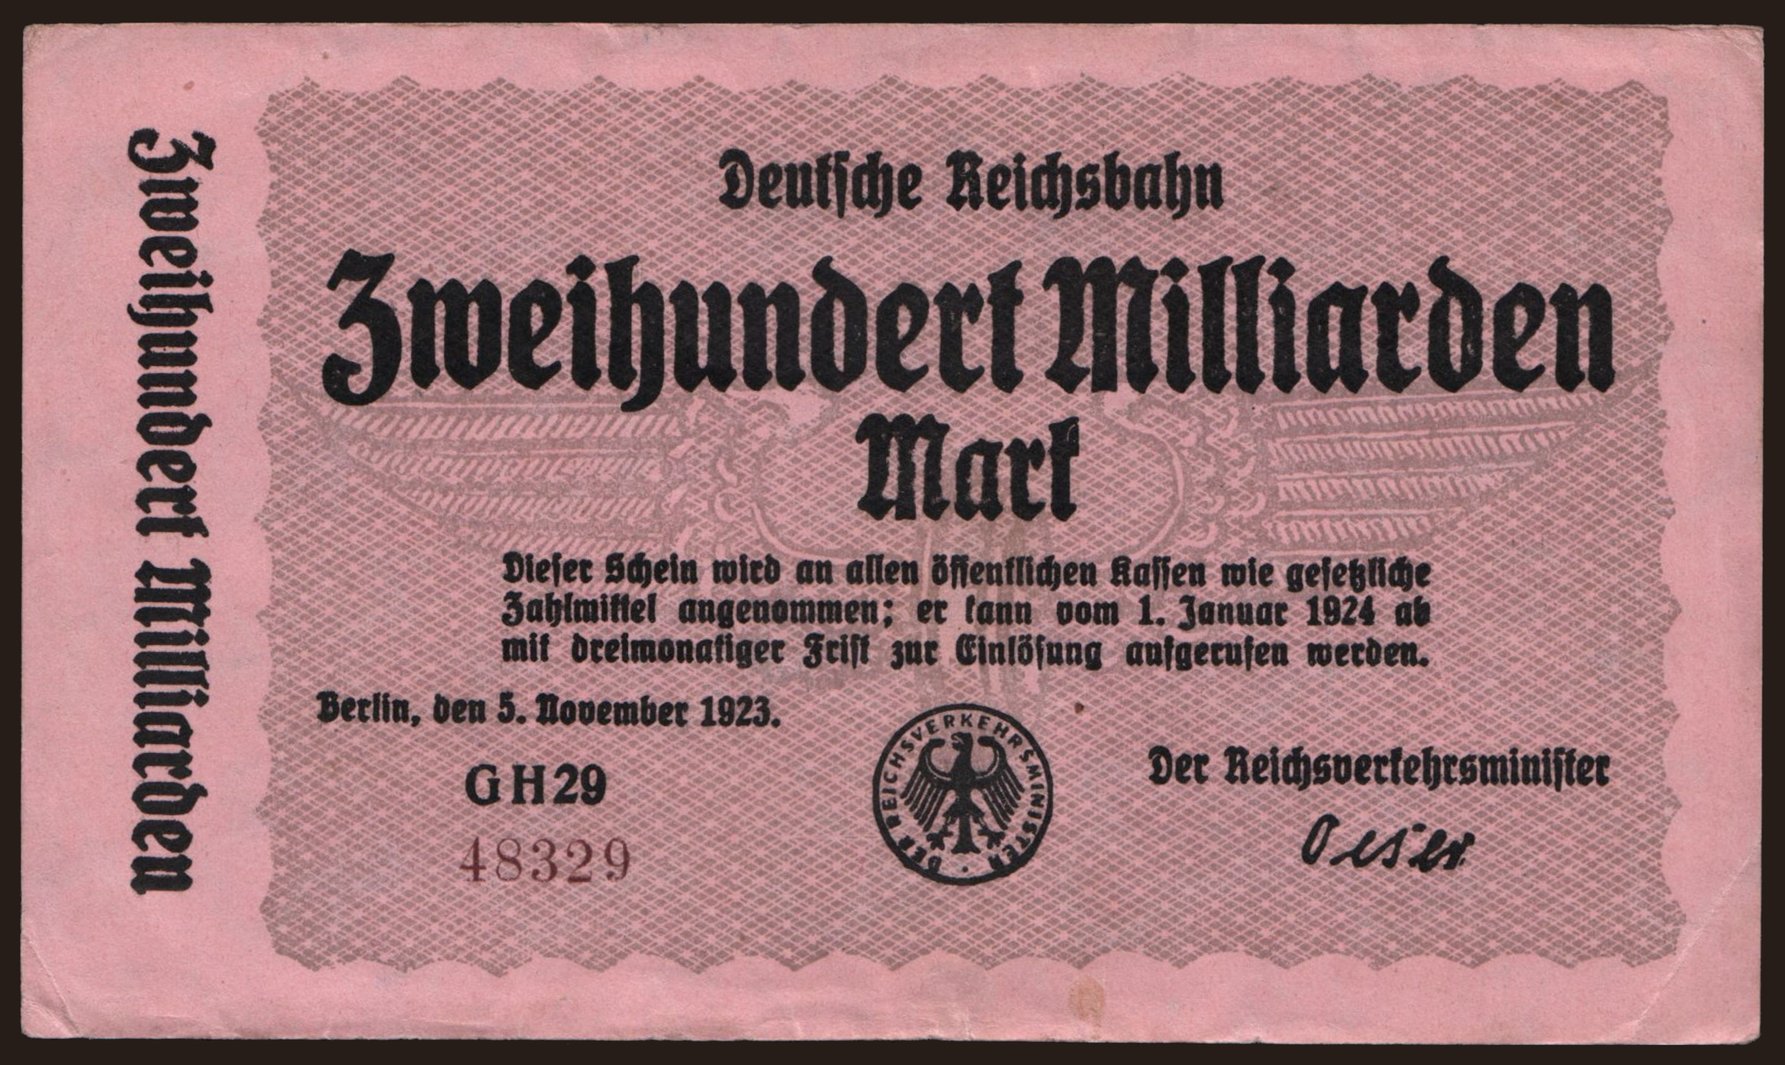 Zweihundert Milliarden
Deutsche Reichsbahn
Zweihundert Milliarden
Mark
Dieser Schein wird an allen öffentlichen Kassen wie gesetzliche
Zahlmittel angenommen; er kann vom 1. Januar 1924 ab
mit dreimonatiger Frist zur Einlösung aufgerufen werden.
Berlin, den 5. November 1923.
GH29
48329
DER REICHSVERKEHRSMINISTER
Der Reichsverkehrsminister
Oeser